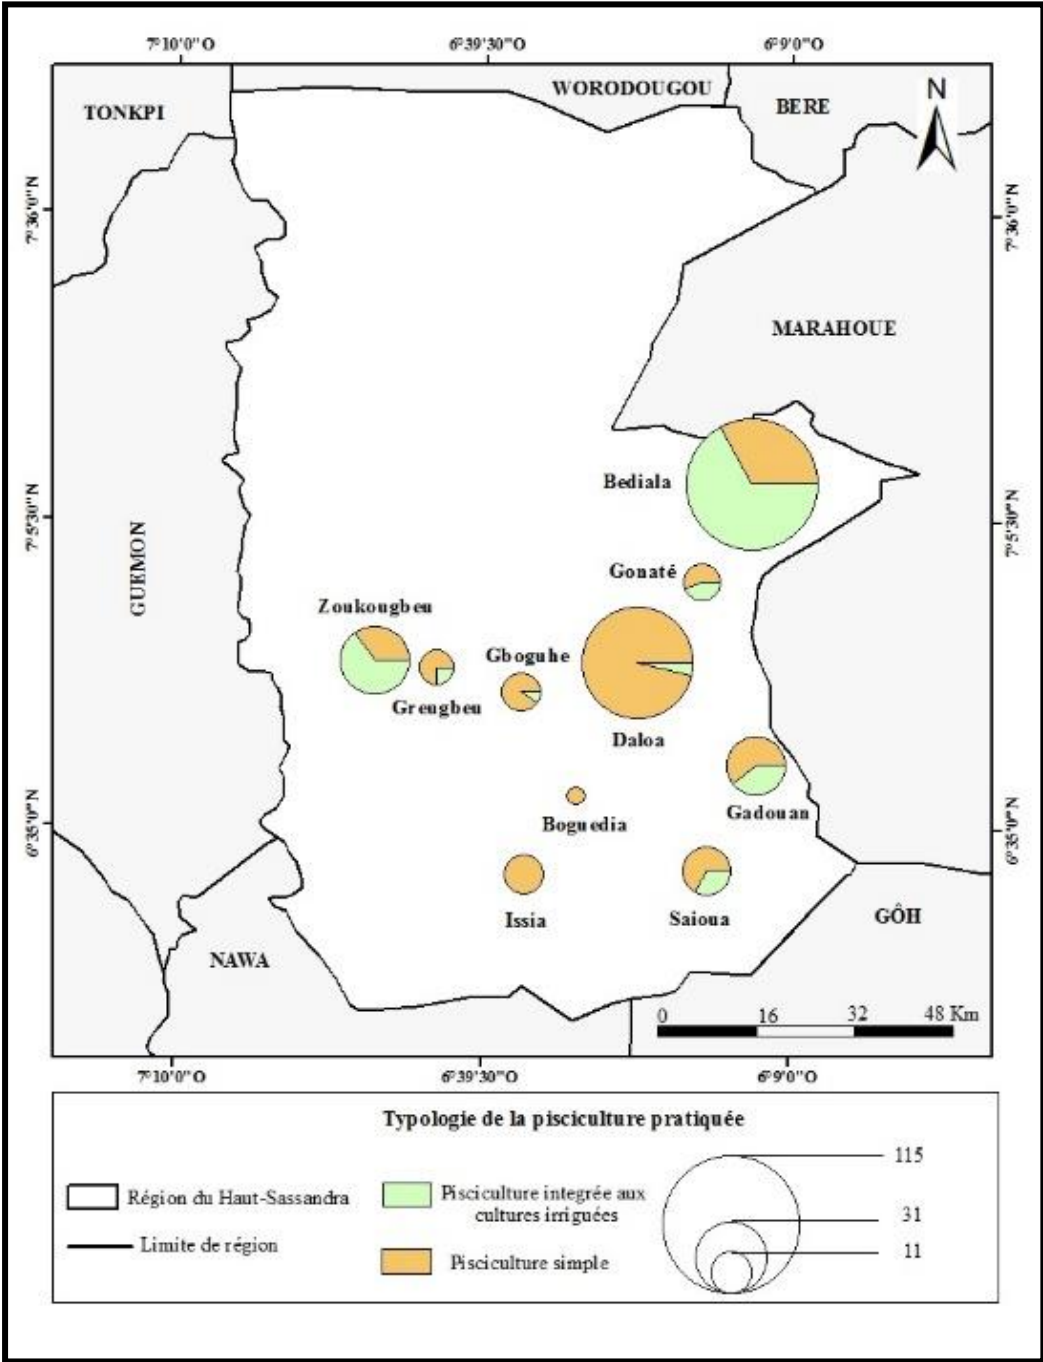 7°10'0"O 6°39'30"O 6°9'0"O
WORODOUGOU
TONKPI
BERE
N
7°36'0"N
7°36'0"N
MARAHOUE
Bediala
7°5'30"N
7°5'30"N
GUEMON
Gonaté
Zoukougbeu
Gboguhe
Greugbeu
Daloa
Gadouan
Boguedia
6°35'0"N
6°35'0"N
Issia
Saioua
GÔH
NAWA
0 16 32 48 Km
7°10'0"O 6°39'30"O 6°9'0"O
Typologie de la pisciculture pratiquée
Région du Haut-Sassandra
Limite de région
Pisciculture integrée aux
cultures irriguées
Pisciculture simple
115
31
11